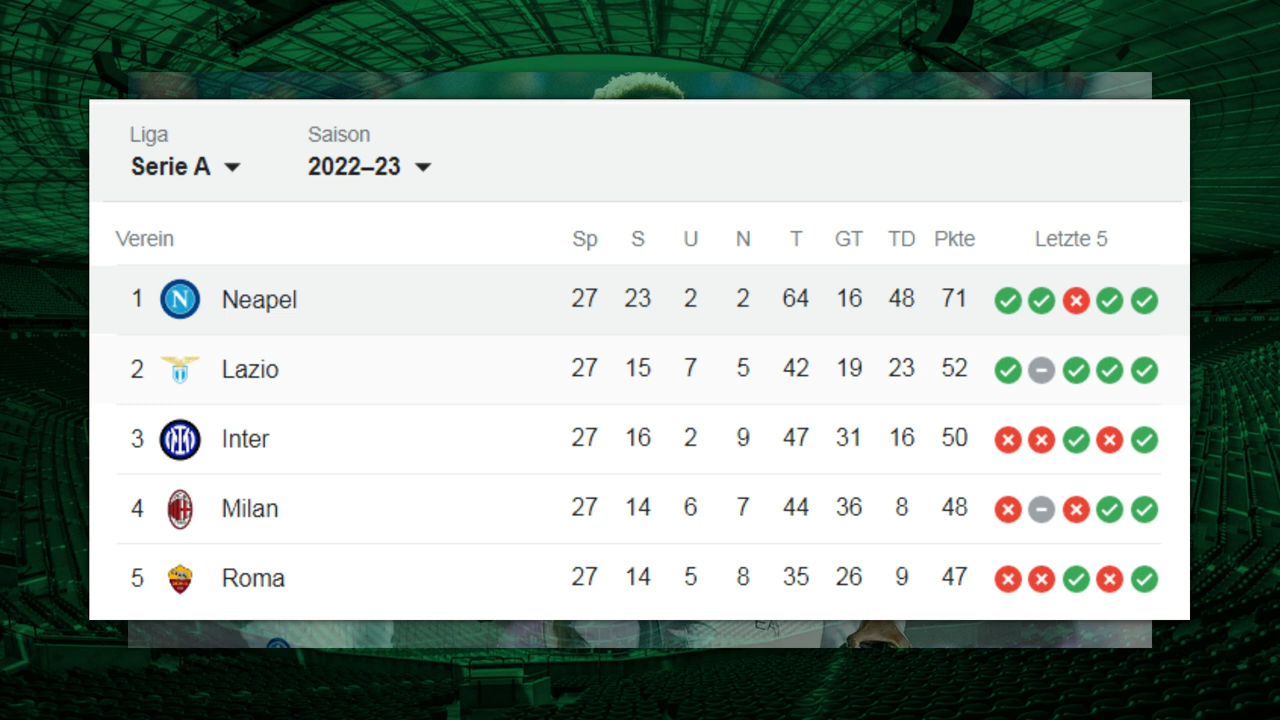 Liga Saison
Serie A 2022–23
Verein Sp S U N T GT TD Pkte Letzte 5
1 N Neapel 27 23 2 2 64 16 48 71
2 Lazio 27 15 7 5 42 19 23 52
3 Inter 27 16 2 9 47 31 16 50
4 Milan 27 14 6 7 44 36 8 48
5 Roma 27 14 5 8 35 26 9 47